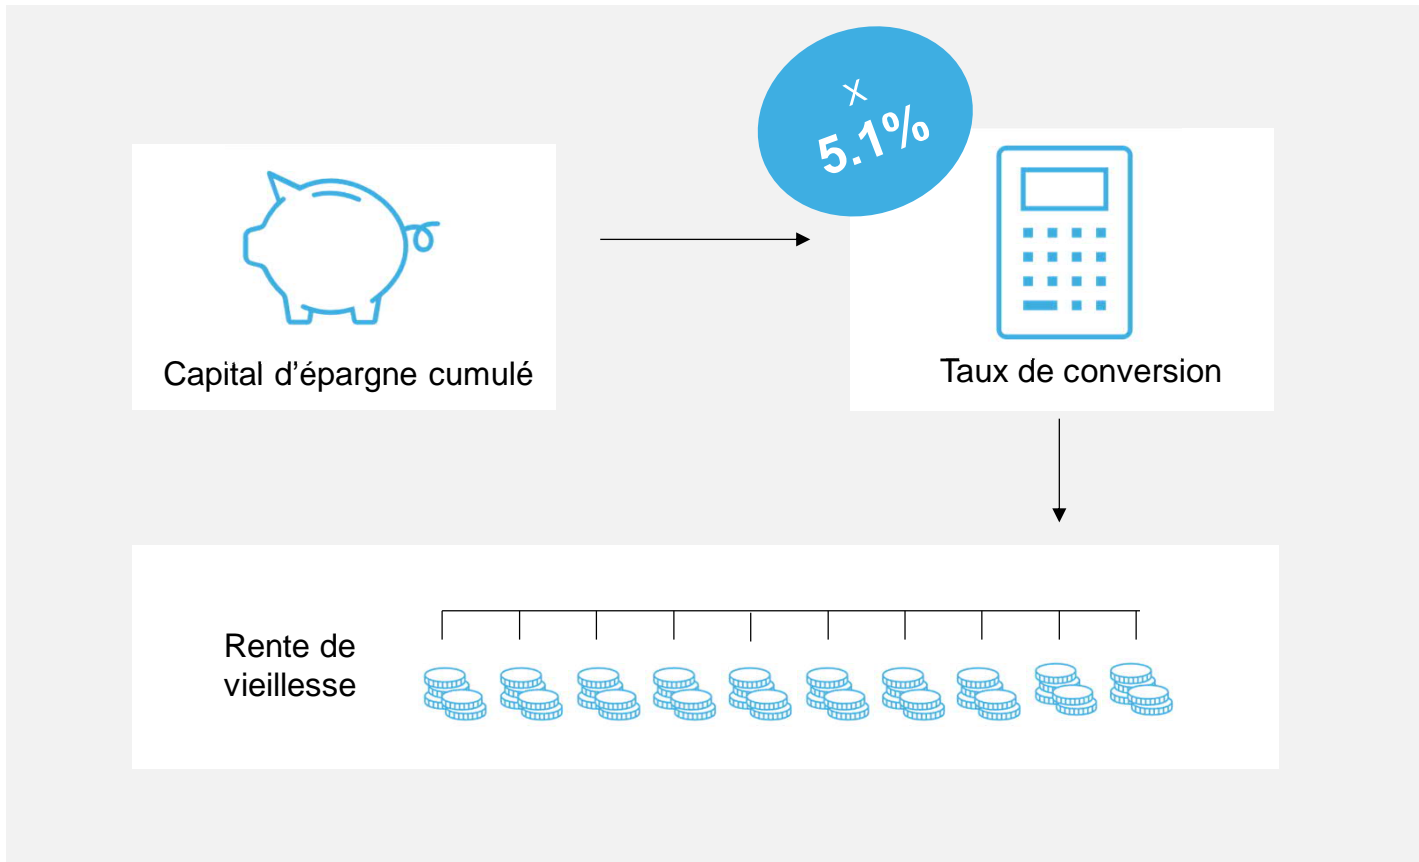 x
5.1%
Capital d’épargne cumulé
Taux de conversion
Rente de
vieillesse